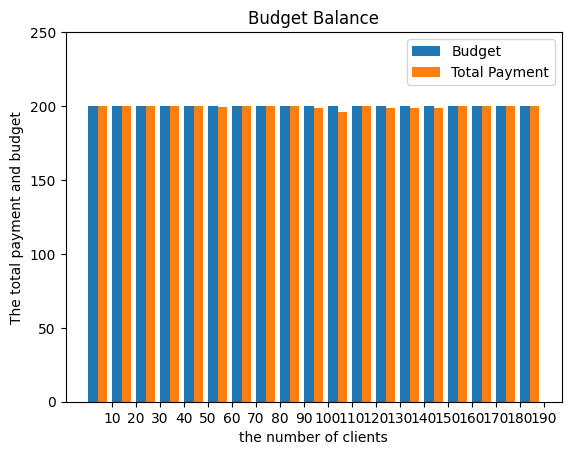 Budget Balance
250
200
150
100
50
0
The total payment and budget
Budget
Total Payment
10 20 30 40 50 60 70 80 90 100 110 120 130 140 150 160 170 180 190
the number of clients